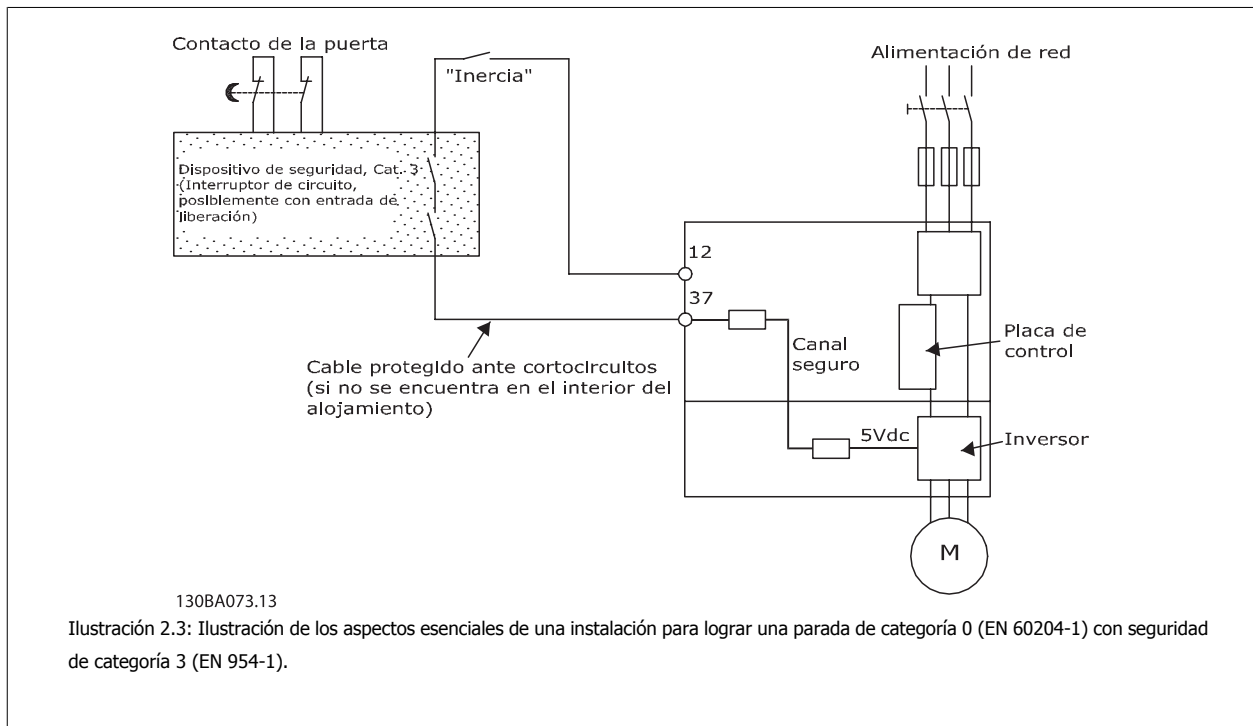 Contacto de la puerta
"Inercia"
Alimentación de red
Dispositivo de seguridad, Cat. 3
(Interruptor de circuito,
posiblemente con entrada de
liberación)
12
37
Canal
seguro
Placa de
control
Cable protegido ante cortocircuitos
(si no se encuentra en el interior del
alojamiento)
5Vdc
Inversor
M
130BA073.13
Ilustración 2.3: Ilustración de los aspectos esenciales de una instalación para lograr una parada de categoría 0 (EN 60204-1) con seguridad
de categoría 3 (EN 954-1).